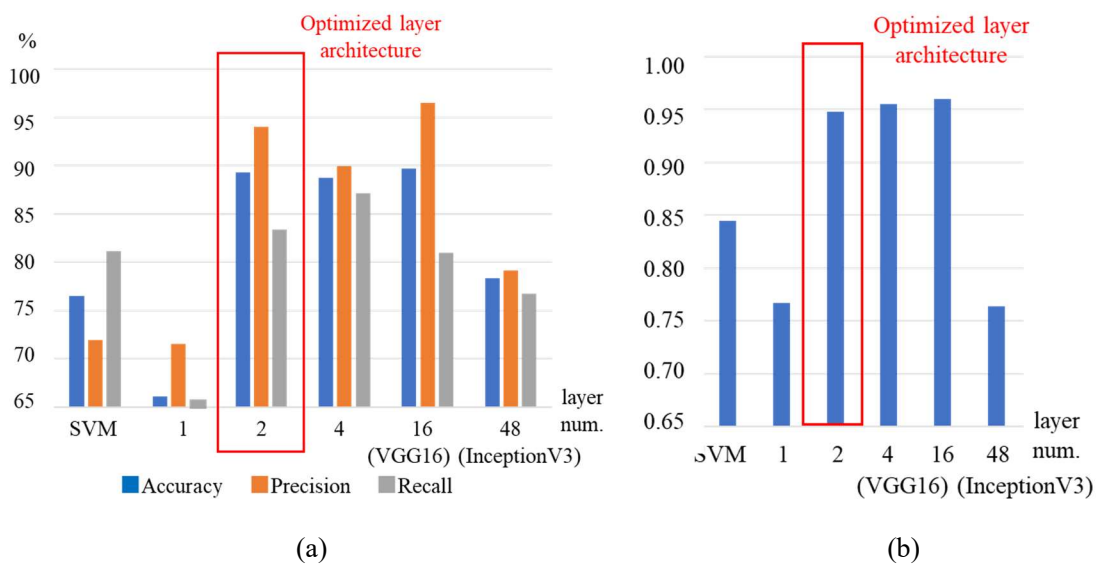 Optimized layer
architecture
%
100
95
90
85
80
75
70
65
SVM 1 2 4 16 48
(VGG16) (InceptionV3)
layer
num.
Accuracy Precision Recall
(a)
Optimized layer
architecture
1.00
0.95
0.90
0.85
0.80
0.75
0.70
0.65
SVM 1 2 4 16 48
(VGG16) (InceptionV3)
layer
num.
(b)